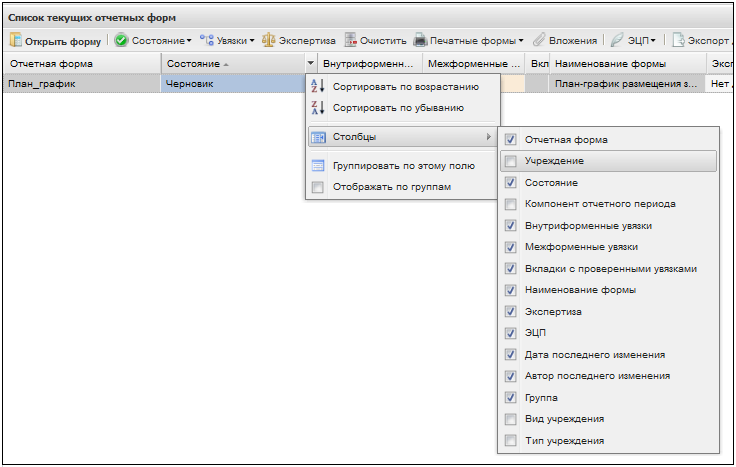 Список текущих отчетных форм
Открыть форму Состояние Увязки Экспертиза Очистить Печатные формы Вложения ЭЦП Экспорт
Отчетная форма Состояние Внутриформенн... Межформенные ... Вкл Наименование формы Эксп
План_график Черновик План-график размещения з... Нет
Сортировать по возрастанию
Сортировать по убыванию
Столбцы
Группировать по этому полю
Отображать по группам
Отчетная форма
Учреждение
Состояние
Компонент отчетного периода
Внутриформенные увязки
Межформенные увязки
Вкладки с проверенными увязками
Наименование формы
Экспертиза
ЭЦП
Дата последнего изменения
Автор последнего изменения
Группа
Вид учреждения
Тип учреждения